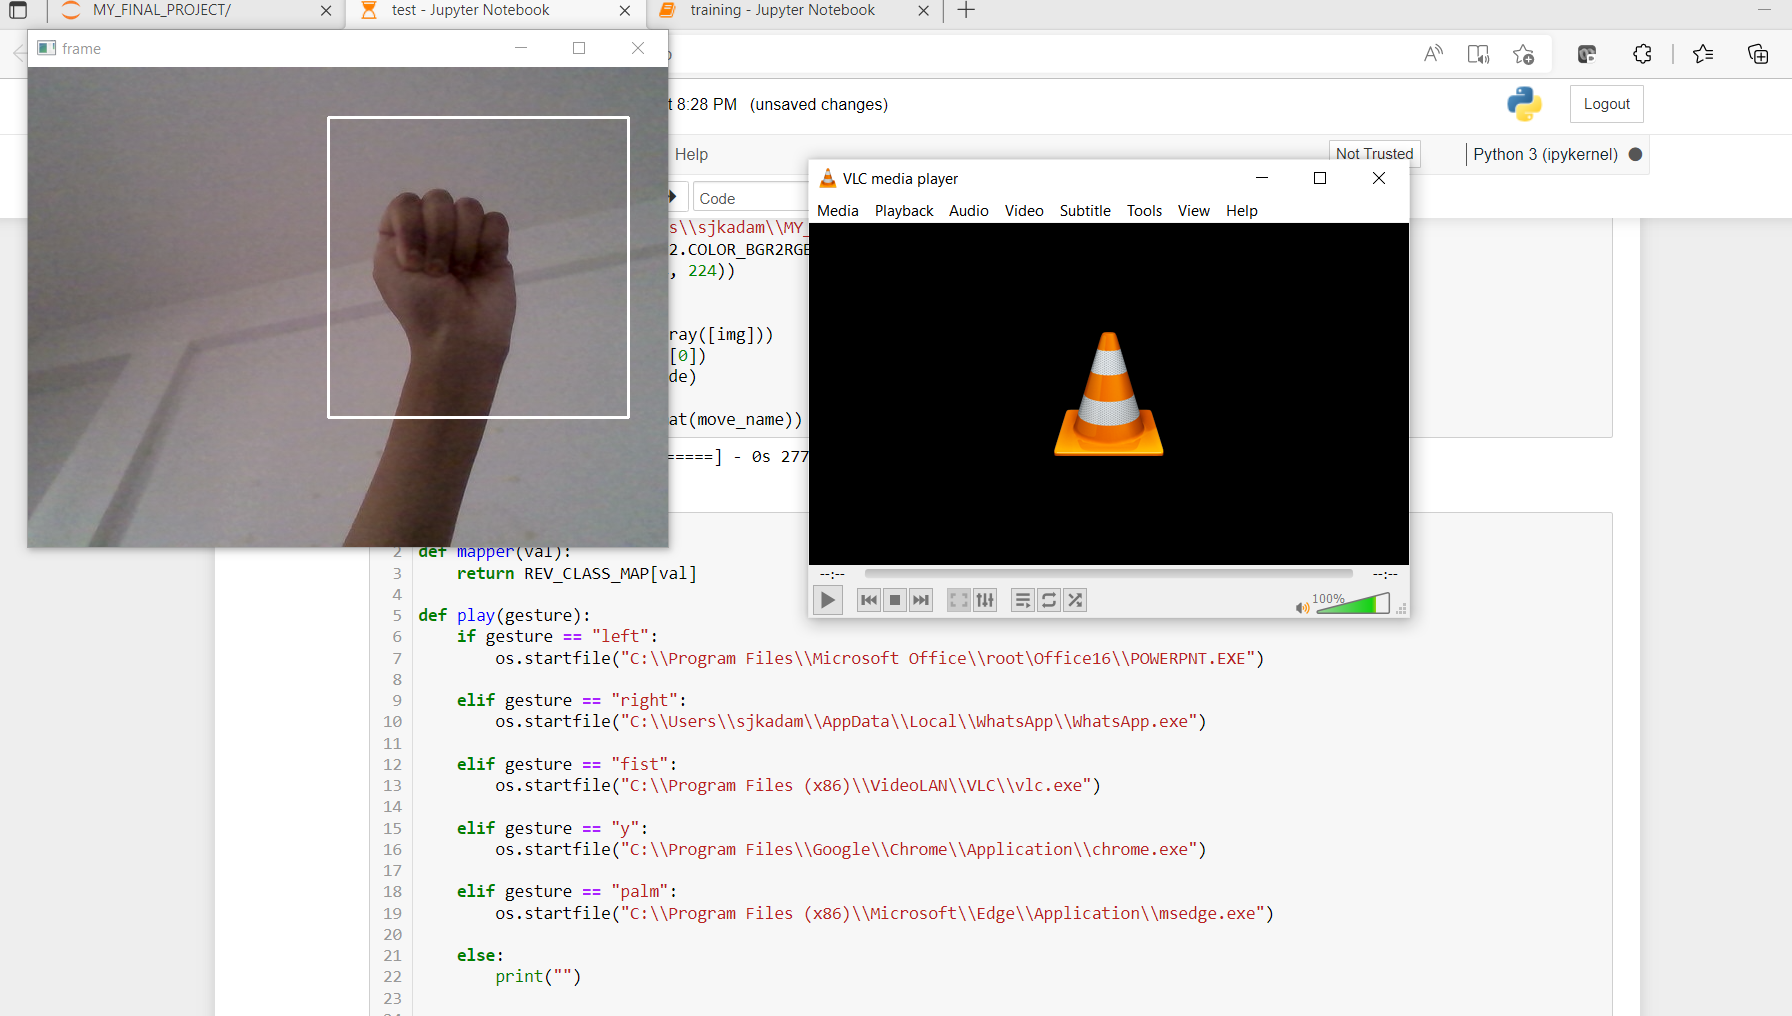 MY_FINAL_PROJECT/
test - Jupyter Notebook
training - Jupyter Notebook
frame
t 8:28 PM (unsaved changes)
Logout
Help
Not Trusted
Python 3 (ipykernel)
Code
VLC media player
Media Playback Audio Video Subtitle Tools View Help
s\\sjkadam\\MY_
2.COLOR_BGR2RGB
, 224))
ray([img]))
[0])
de)
at(move_name))
=====] - 0s 277
--:-- --:--
100%
2 def mapper(val):
3 return REV_CLASS_MAP[val]
4
5 def play(gesture):
6 if gesture == "left":
7 os.startfile("C:\\Program Files\\Microsoft Office\\root\Office16\\POWERPNT.EXE")
8
9 elif gesture == "right":
10 os.startfile("C:\\Users\\sjkadam\\AppData\\Local\\WhatsApp\\WhatsApp.exe")
11
12 elif gesture == "fist":
13 os.startfile("C:\\Program Files (x86)\\VideoLAN\\VLC\\vlc.exe")
14
15 elif gesture == "y":
16 os.startfile("C:\\Program Files\\Google\\Chrome\\Application\\chrome.exe")
17
18 elif gesture == "palm":
19 os.startfile("C:\\Program Files (x86)\\Microsoft\\Edge\\Application\\msedge.exe")
20
21 else:
22 print("")
23